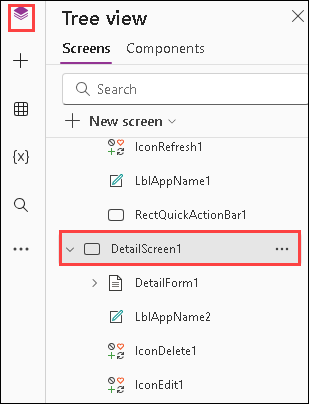 Tree view
Screens Components
Search
New screen
IconRefresh1
LblAppName1
RectQuickActionBar1
DetailScreen1
DetailForm1
LblAppName2
IconDelete1
IconEdit1